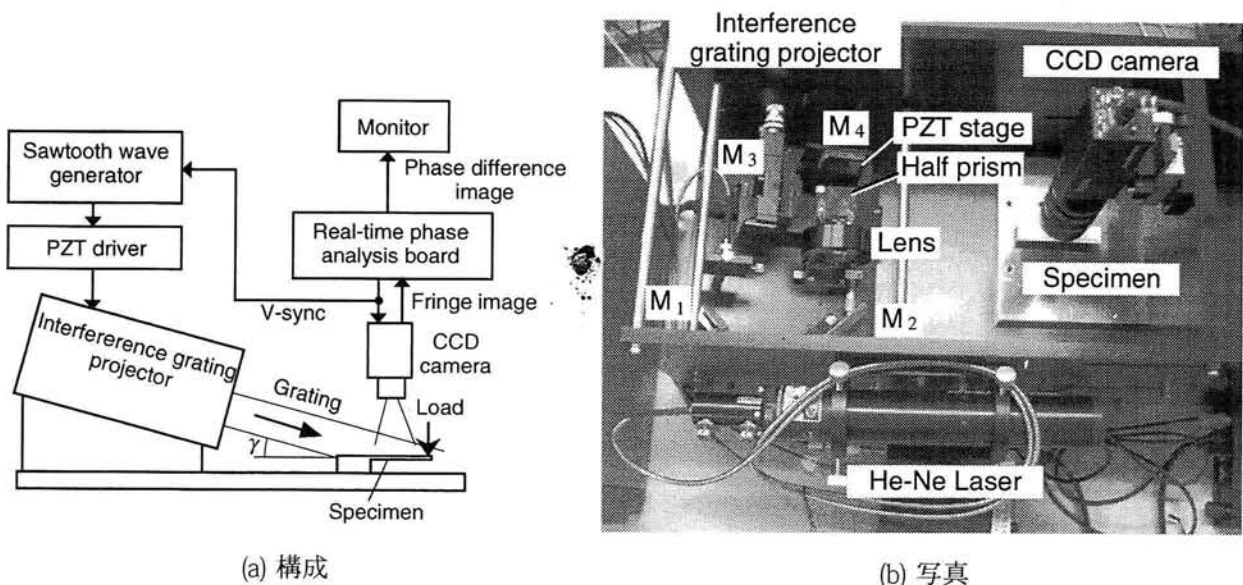 Monitor
Sawtooth wave
generator
Phase difference
image
PZT driver
Real-time phase
analysis board
V-sync
Fringe image
Intereference grating
projector
CCD
camera
Grating
Load
γ
Specimen
(a) 構成
Interference
grating projector
CCD camera
M4
PZT stage
M3
Half prism
Lens
Specimen
M1
M2
He-Ne Laser
(b) 写真